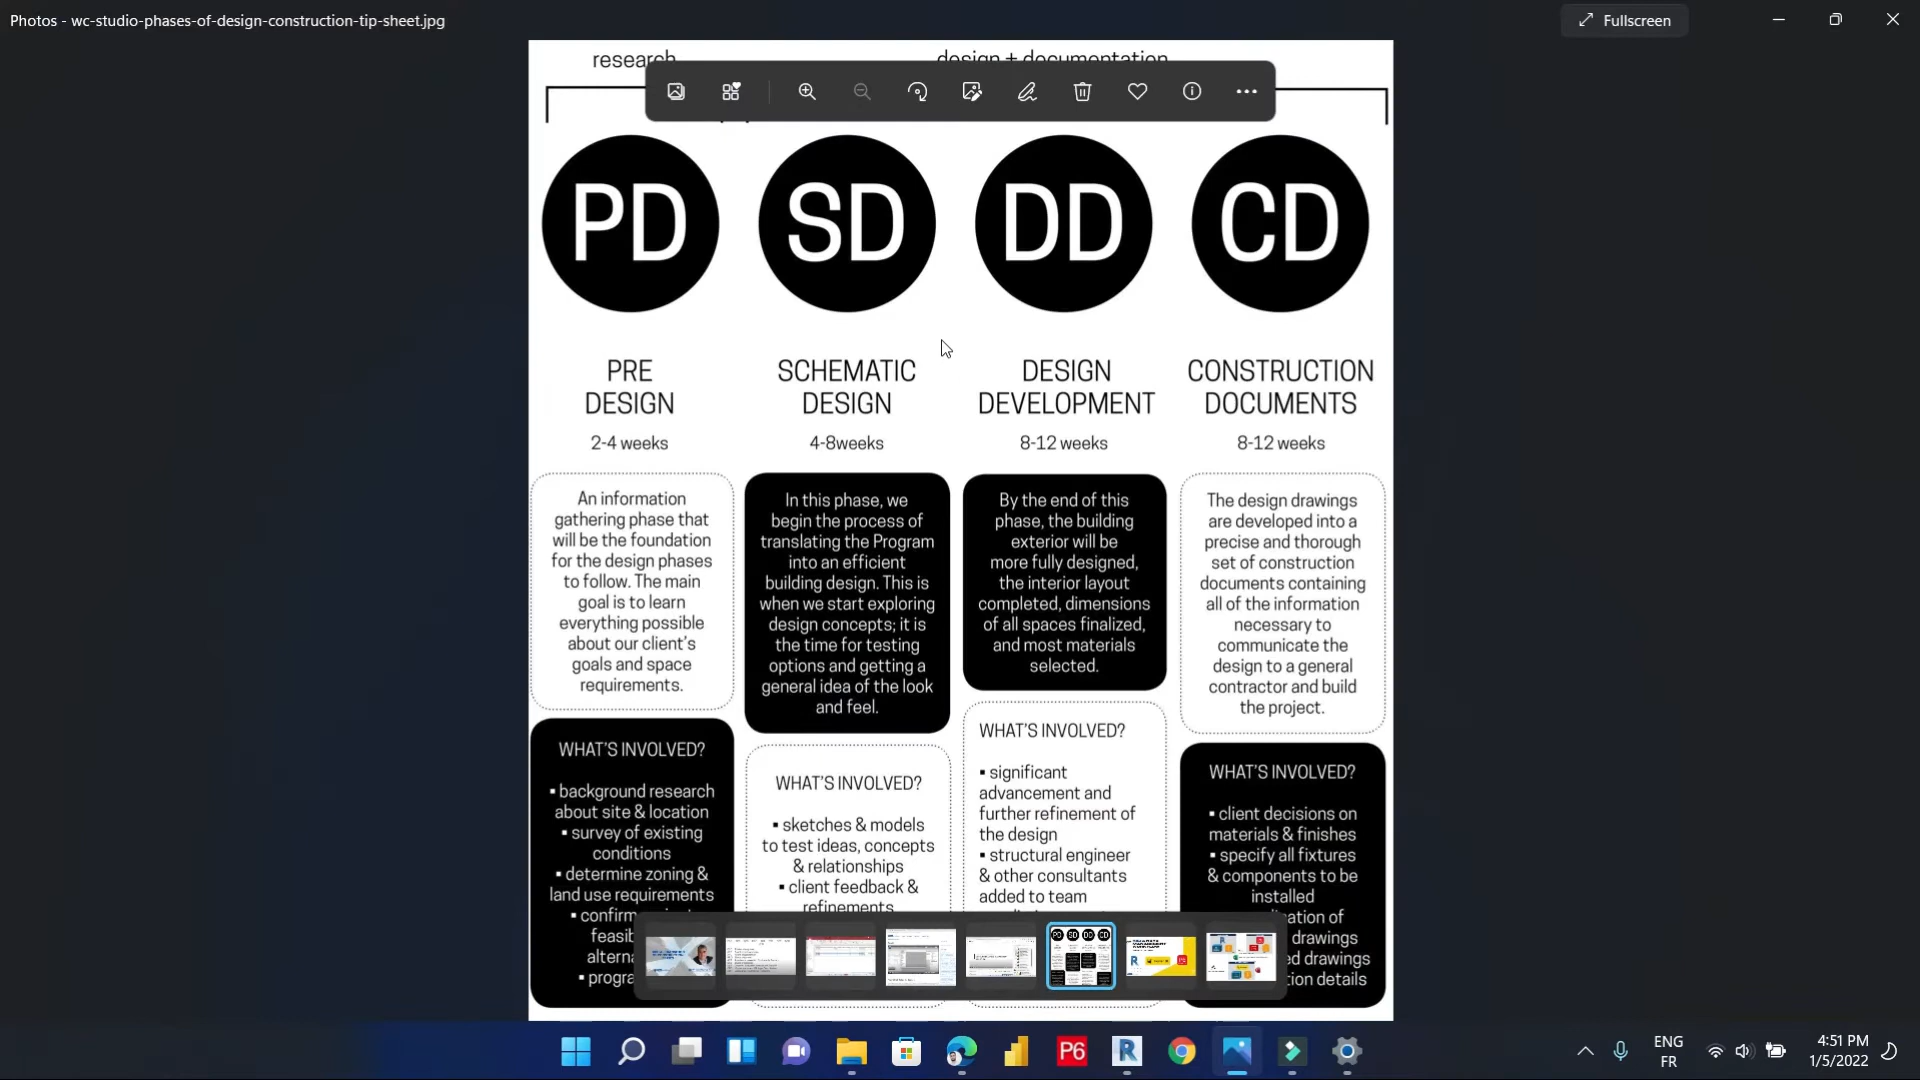 Photos - wc-studio-phases-of-design-construction-tip-sheet.jpg
Fullscreen
research
design + documentation
PD
SD
DD
CD
PRE
DESIGN
2-4 weeks
SCHEMATIC
DESIGN
4-8weeks
DESIGN
DEVELOPMENT
8-12 weeks
CONSTRUCTION
DOCUMENTS
8-12 weeks
An information
gathering phase that
will be the foundation
for the design phases
to follow. The main
goal is to learn
everything possible
about our client's
goals and space
requirements.
In this phase, we
begin the process of
translating the Program
into an efficient
building design. This is
when we start exploring
design concepts; it is
the time for testing
options and getting a
general idea of the look
and feel.
By the end of this
phase, the building
exterior will be
more fully designed,
the interior layout
completed, dimensions
of all spaces finalized,
and most materials
selected.
The design drawings
are developed into a
precise and thorough
set of construction
documents containing
all of the information
necessary to
communicate the
design to a general
contractor and build
the project.
WHAT'S INVOLVED?
▪ background research
about site & location
▪ survey of existing
conditions
▪ determine zoning &
land use requirements
WHAT'S INVOLVED?
▪ sketches & models
to test ideas, concepts
& relationships
▪ client feedback &
refinements
WHAT'S INVOLVED?
▪ significant
advancement and
further refinement of
the design
▪ structural engineer
& other consultants
added to team
WHAT'S INVOLVED?
▪ client decisions on
materials & finishes
▪ specify all fixtures
& components to be
installed
of
drawings
drawings
details
P6
R
ENG
FR
4:51 PM
1/5/2022